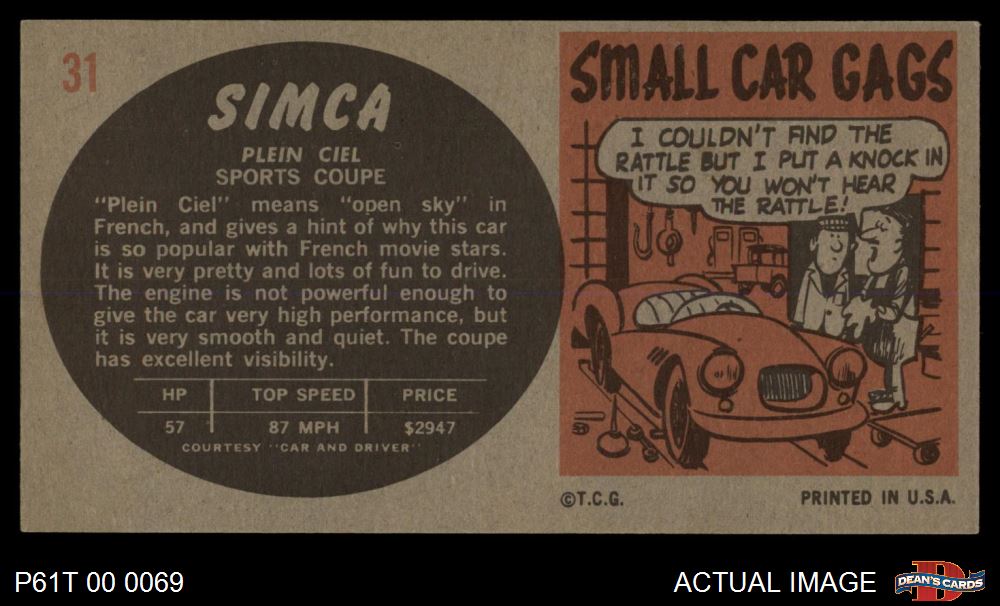 31
SIMCA
PLEIN CIEL
SPORTS COUPE
"Plein Ciel" means "open sky" in
French, and gives a hint of why this car
is so popular with French movie stars.
It is very pretty and lots of fun to drive.
The engine is not powerful enough to
give the car very high performance, but
it is very smooth and quiet. The coupe
has excellent visibility.
HP TOP SPEED PRICE
57 87 MPH $2947
COURTESY "CAR AND DRIVER"
SMALL CAR GAGS
I COULDN'T FIND THE
RATTLE BUT I PUT A KNOCK IN
IT SO YOU WON'T HEAR
THE RATTLE!
©T.C.G. PRINTED IN U.S.A.
P61T 00 0069
ACTUAL IMAGE
D
DEAN'S CARDS